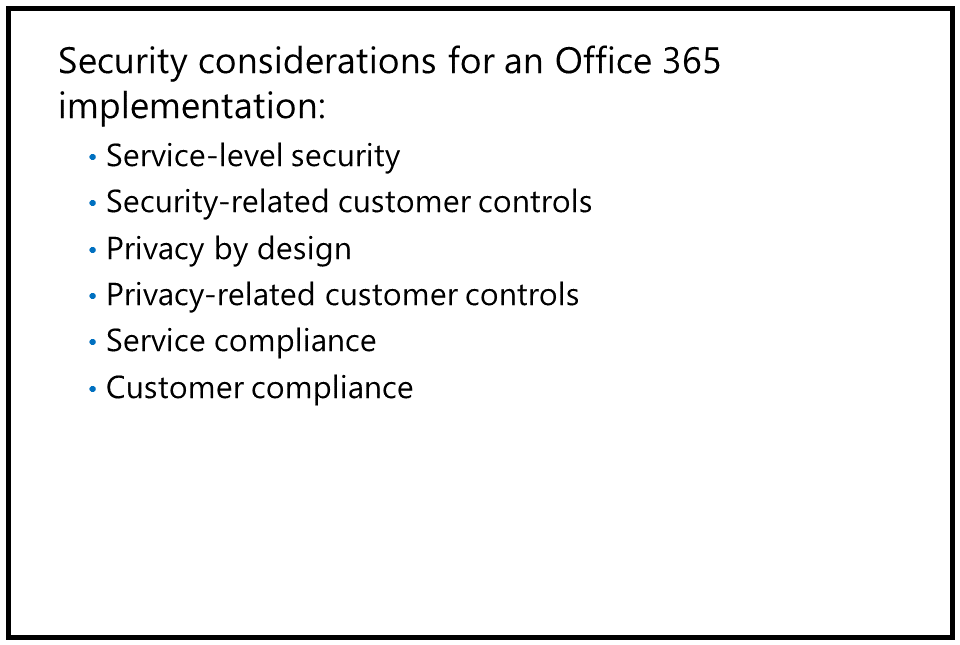 Security considerations for an Office 365
implementation:
• Service-level security
• Security-related customer controls
• Privacy by design
• Privacy-related customer controls
• Service compliance
• Customer compliance